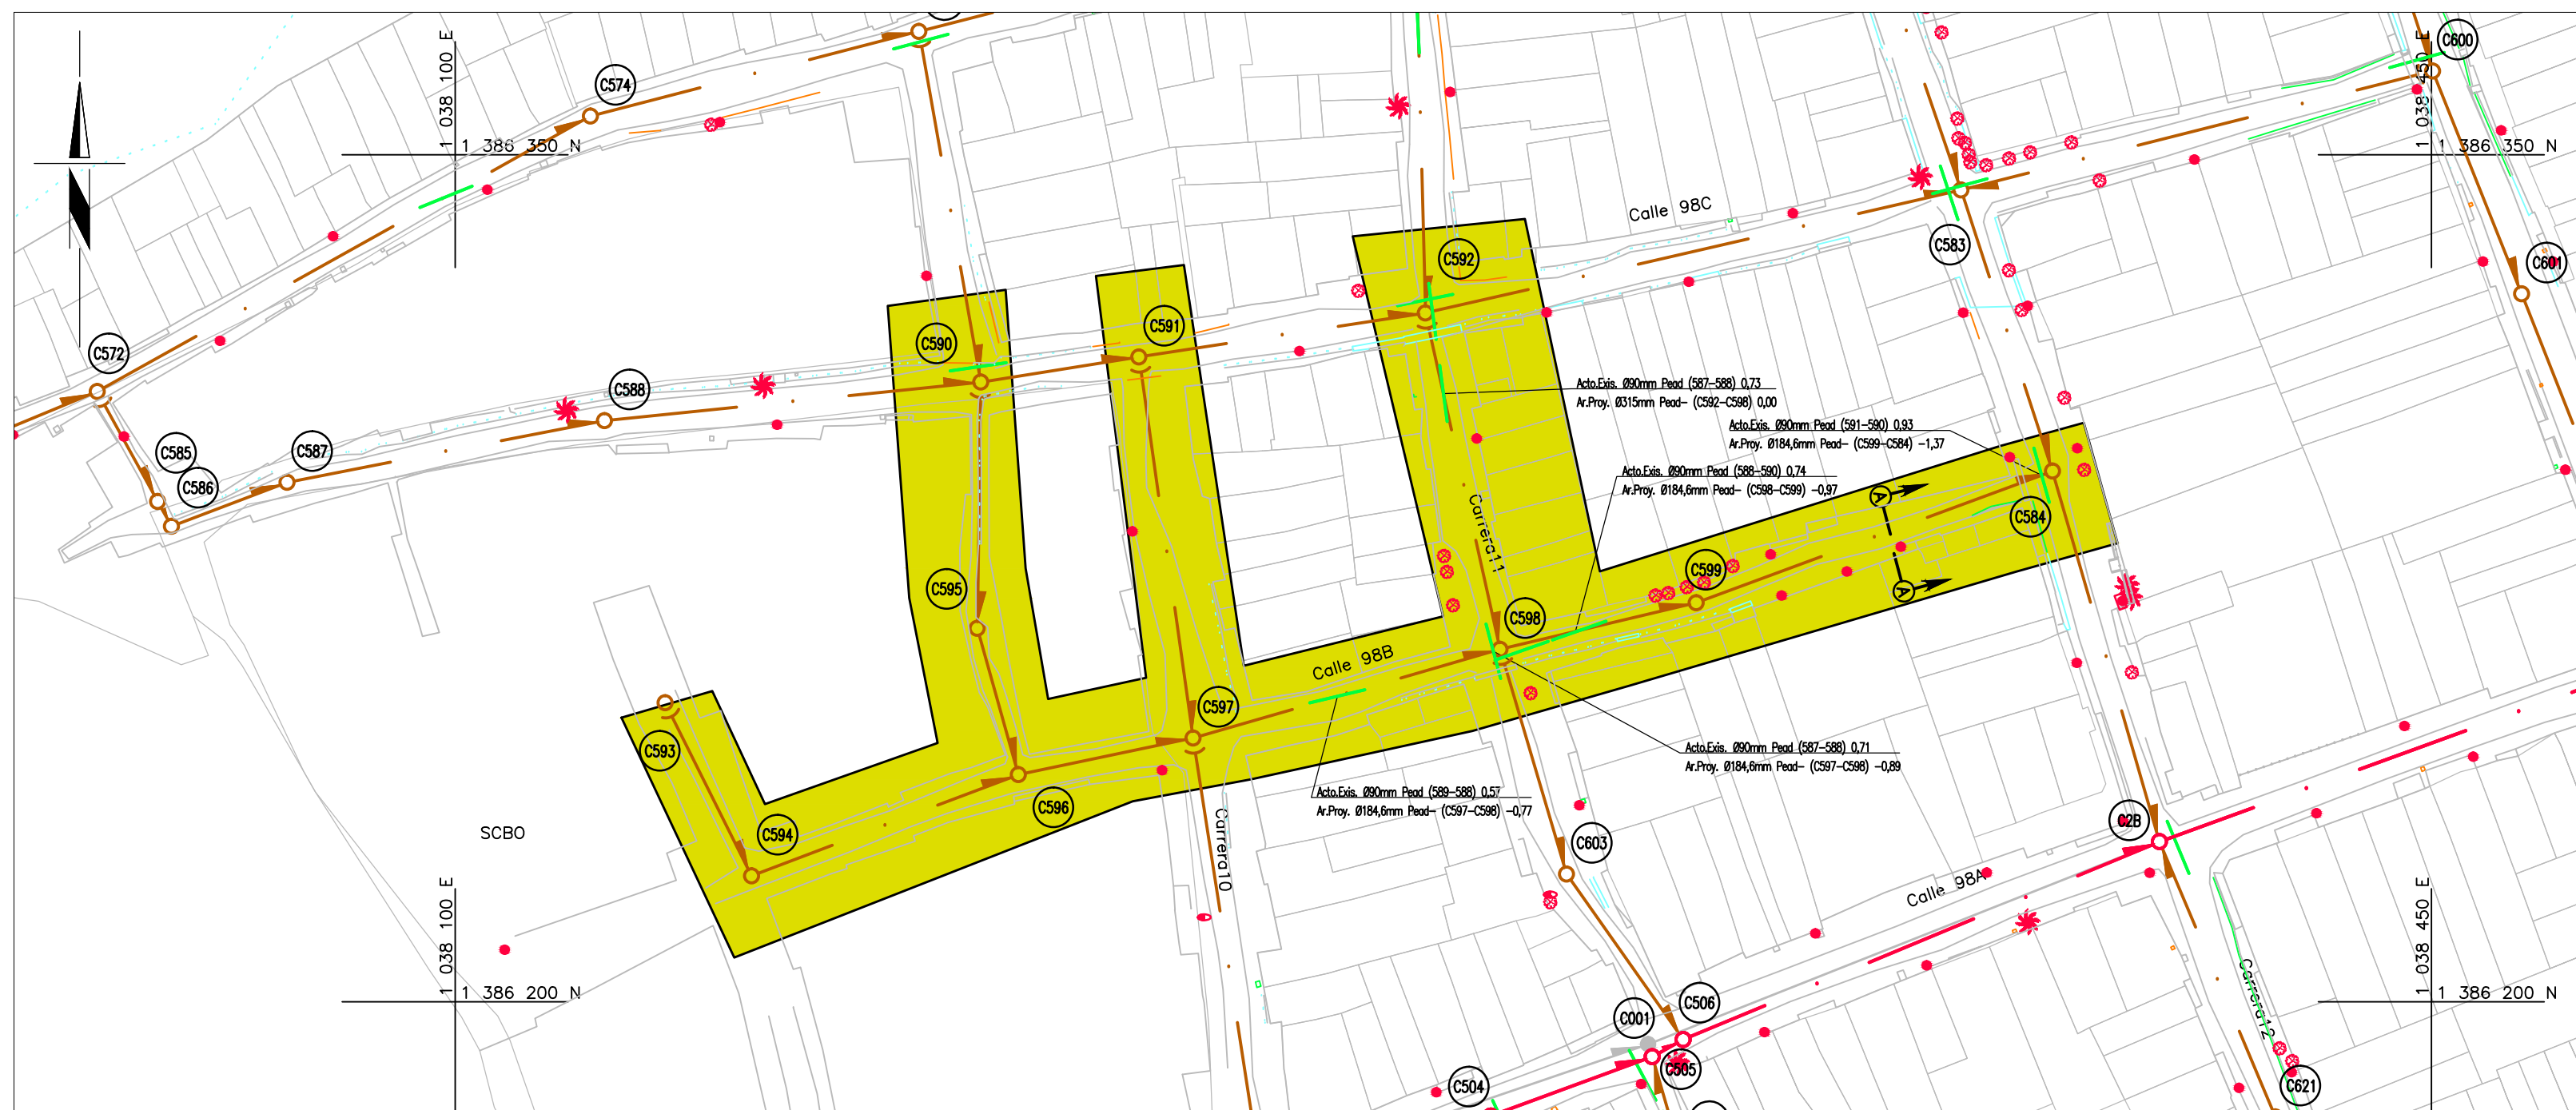 C600
C574
1 038 100 E
1 038 450 E
1 386 350 N
1 386 350 N
Calle 98C
C583
C592
C601
C591
C590
C572
C588
Acto.Exis. Ø90mm Pead (587-588) 0,73
Ar.Proy. Ø315mm Pead- (C592-C598) 0,00
Acto.Exis. Ø90mm Pead (591-590) 0,93
Ar.Proy. Ø184,6mm Pead- (C599-C584) -1,37
C585
C587
C586
Acto.Exis. Ø90mm Pead (588-590) 0,74
Ar.Proy. Ø184,6mm Pead- (C598-C599) -0,97
A
C584
Carrera11
C599
C595
A
C598
Calle 98B
C597
C593
Acto.Exis. Ø90mm Pead (587-588) 0,71
Ar.Proy. Ø184,6mm Pead- (C597-C598) -0,89
Acto.Exis. Ø90mm Pead (589-588) 0,57
Ar.Proy. Ø184,6mm Pead- (C597-C598) -0,77
C596
C2B
SCBO
C594
C603
Carrera10
Calle 98A
1 038 100 E
1 038 450 E
1 386 200 N
1 386 200 N
C506
C001
Carrera12
C505
C504
C621